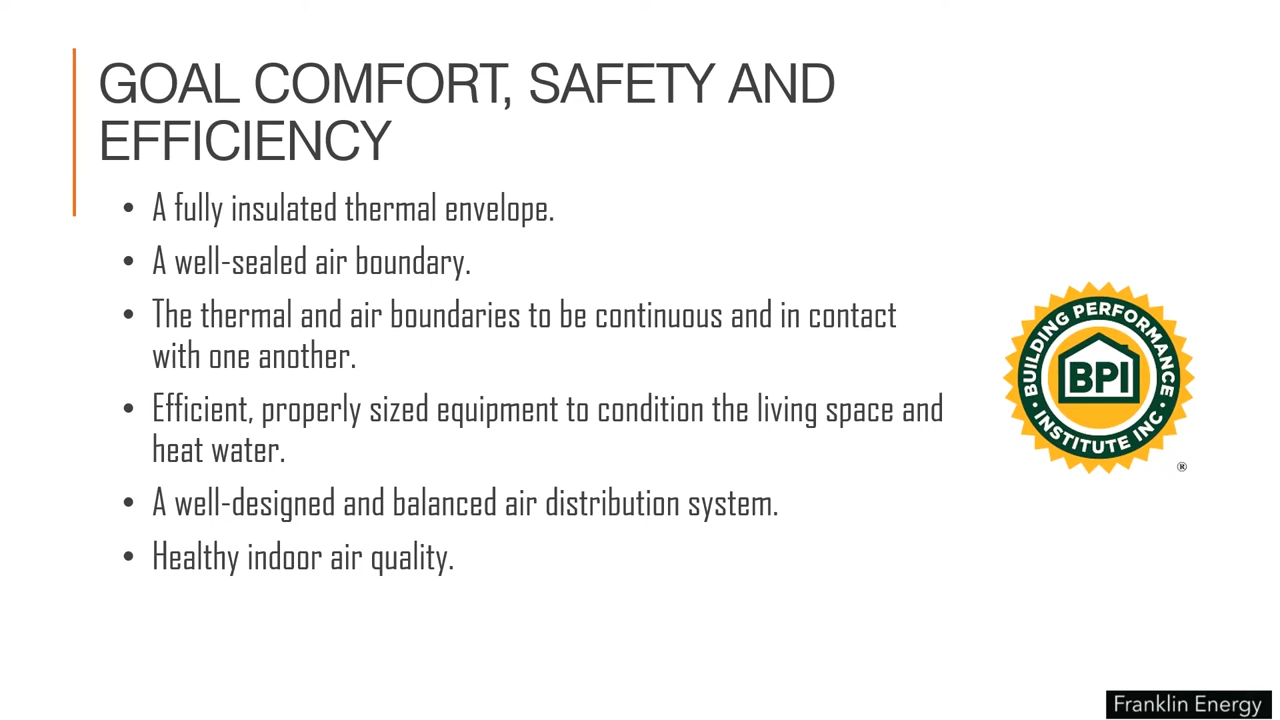 GOAL COMFORT, SAFETY AND
EFFICIENCY
• A fully insulated thermal envelope.
• A well-sealed air boundary.
• The thermal and air boundaries to be continuous and in contact
with one another.
• Efficient, properly sized equipment to condition the living space and
heat water.
• A well-designed and balanced air distribution system.
• Healthy indoor air quality.
BUILDING PERFORMANCE
BPI
• INSTITUTE INC. •
®
Franklin Energy